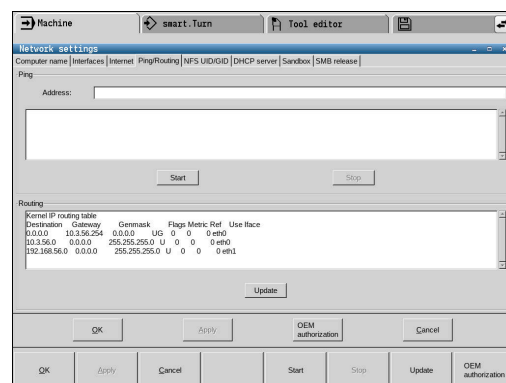 Machine
smart.Turn
Tool editor
Network settings
Computer name Interfaces Internet Ping/Routing NFS UID/GID DHCP server Sandbox SMB release
Ping
Address:
Start Stop
Routing
Kernel IP routing table
Destination Gateway Genmask Flags Metric Ref Use Iface
0.0.0.0 10.3.56.254 0.0.0.0 UG 0 0 0 eth0
10.3.56.0 0.0.0.0 255.255.255.0 U 0 0 0 eth0
192.168.56.0 0.0.0.0 255.255.255.0 U 0 0 0 eth1
Update
OK Apply OEM authorization Cancel
OK Apply Cancel Start Stop Update OEM authorization